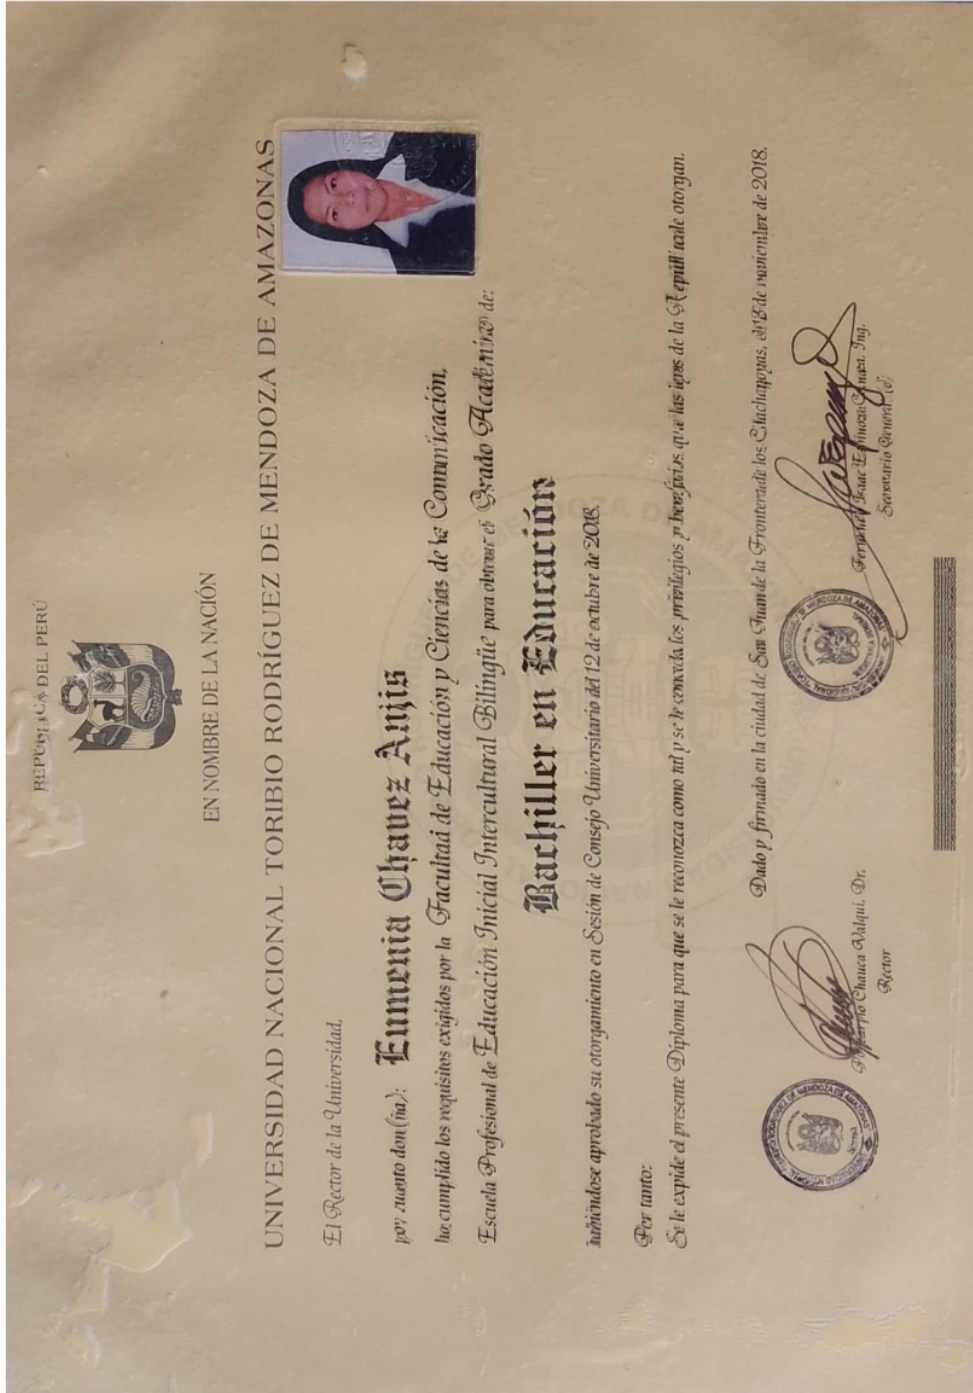 REPÚBLICA DEL PERÚ
EN NOMBRE DE LA NACIÓN
UNIVERSIDAD NACIONAL TORIBIO RODRÍGUEZ DE MENDOZA DE AMAZONAS
El Rector de la Universidad,
por cuanto don(ña): Eumenia Chavez Anjis
ha cumplido los requisitos exigidos por la Facultad de Educación y Ciencias de la Comunicación,
Escuela Profesional de Educación Inicial Intercultural Bilingüe para obtener el Grado Académico de:
Bachiller en Educación
habiéndose aprobado su otorgamiento en Sesión de Consejo Universitario del 12 de octubre de 2018.
Por tanto:
Se le expide el presente Diploma para que se le reconozca como tal y se le conceda los privilegios y beneficios que las leyes de la República le otorgan.
Dado y firmado en la ciudad de San Juan de la Frontera de los Chachapoyas, el de noviembre de 2018.
Policarpio Chauca Valqui, Dr.
Rector
Fernando Isaac Espinoza Canaza, Ing.
Secretario General (e)